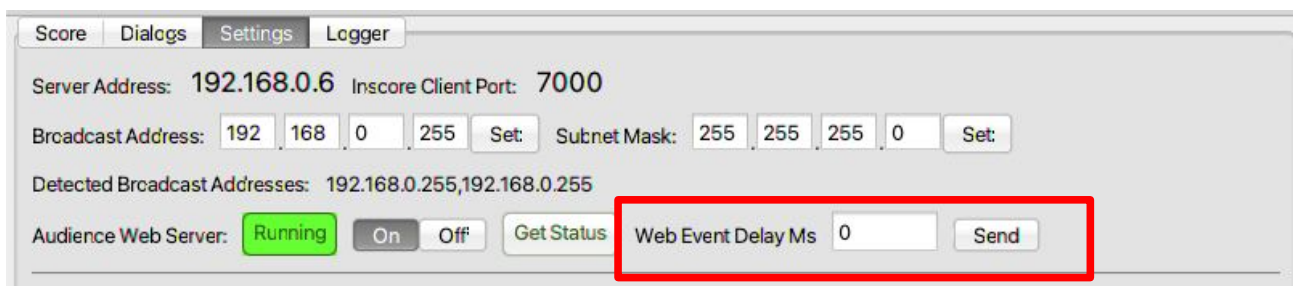 Score Dialogs Settings Logger
Server Address: 192.168.0.6 Inscore Client Port: 7000
Broadcast Address: 192 . 168 . 0 . 255 Set Subnet Mask: 255 . 255 . 255 . 0 Set
Detected Broadcast Addresses: 192.168.0.255,192.168.0.255
Audience Web Server: Running On Off Get Status Web Event Delay Ms 0 Send